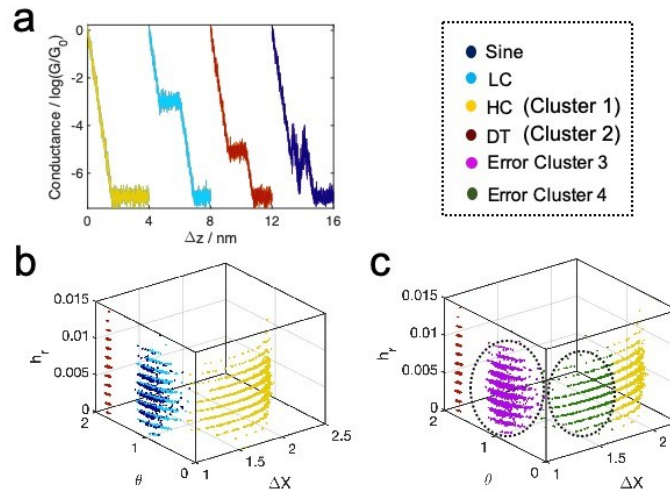 a
Conductance / log(G/G0)
0
-2
-4
-6
0 4 8 12 16
Δz / nm
Sine
LC
HC (Cluster 1)
DT (Cluster 2)
Error Cluster 3
Error Cluster 4
b
0.015
0.01
0.005
0
hr
2
1
0
θ
1
1.5
2
2.5
ΔX
c
0.015
0.01
0.005
0
hr
2
1
0
θ
1
1.5
2
ΔX